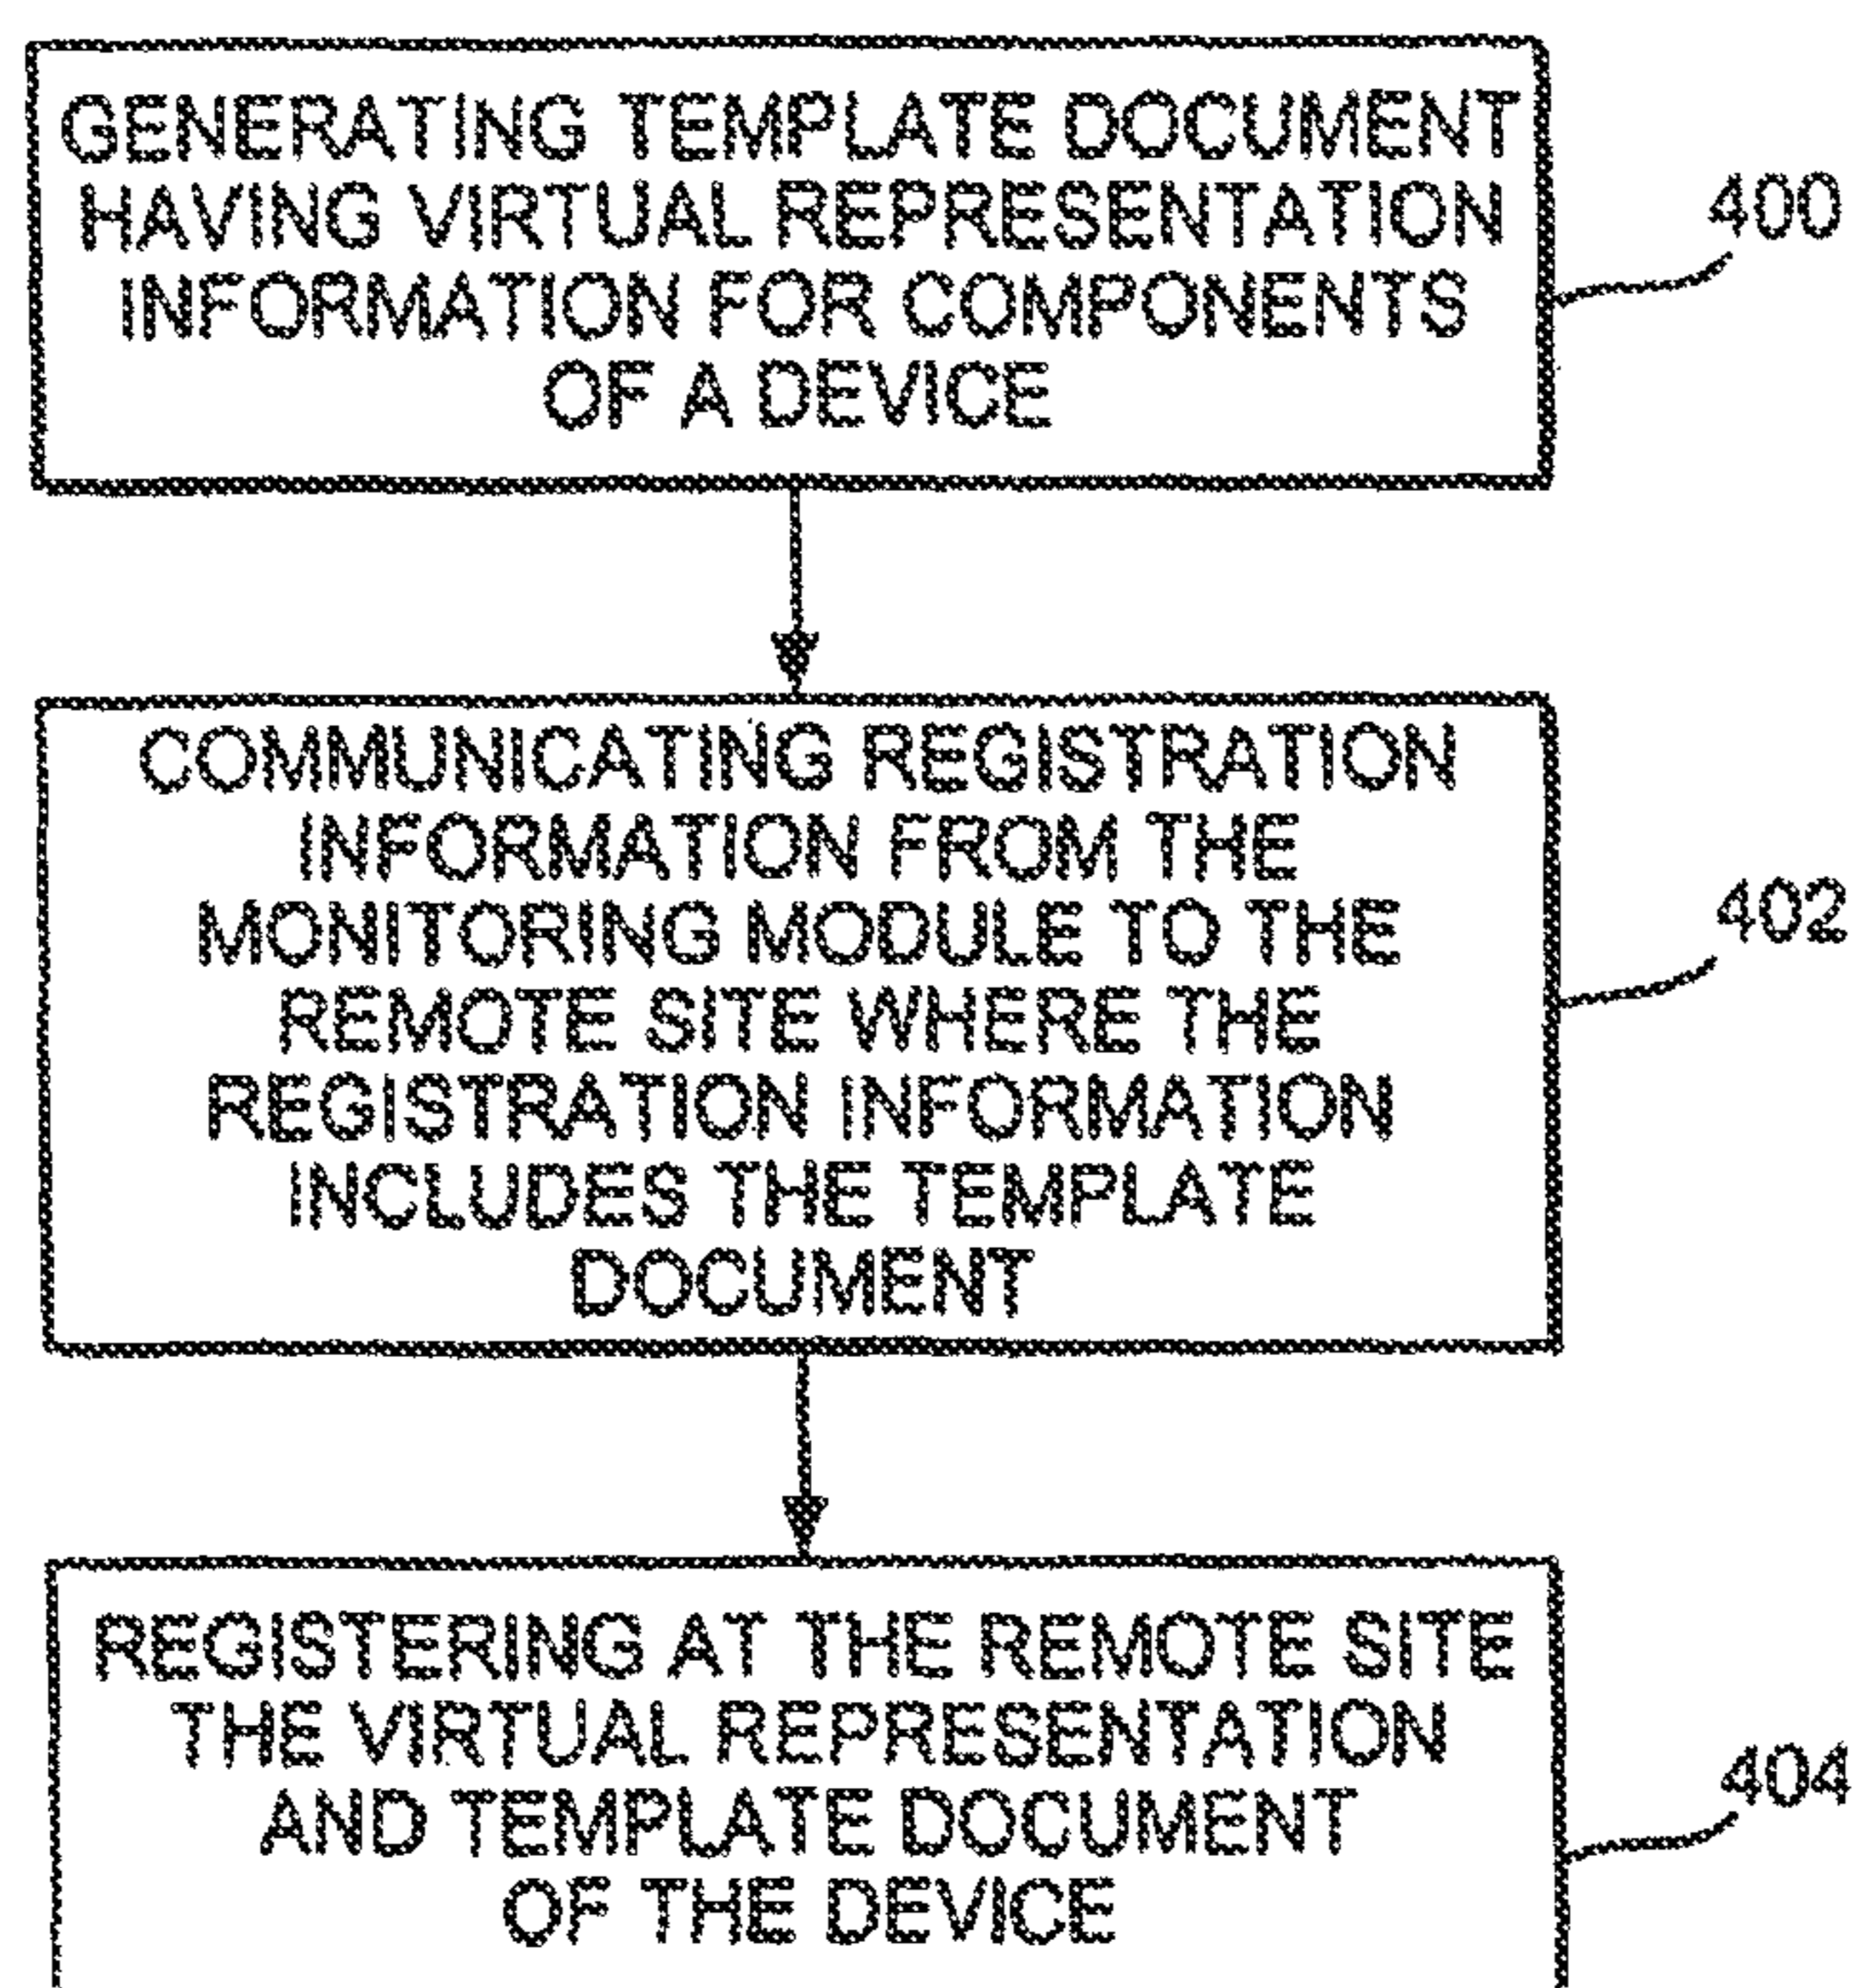 GENERATING TEMPLATE DOCUMENT
HAVING VIRTUAL REPRESENTATION
INFORMATION FOR COMPONENTS
OF A DEVICE
400
COMMUNICATING REGISTRATION
INFORMATION FROM THE
MONITORING MODULE TO THE
REMOTE SITE WHERE THE
REGISTRATION INFORMATION
INCLUDES THE TEMPLATE
DOCUMENT
402
REGISTERING AT THE REMOTE SITE
THE VIRTUAL REPRESENTATION
AND TEMPLATE DOCUMENT
OF THE DEVICE
404